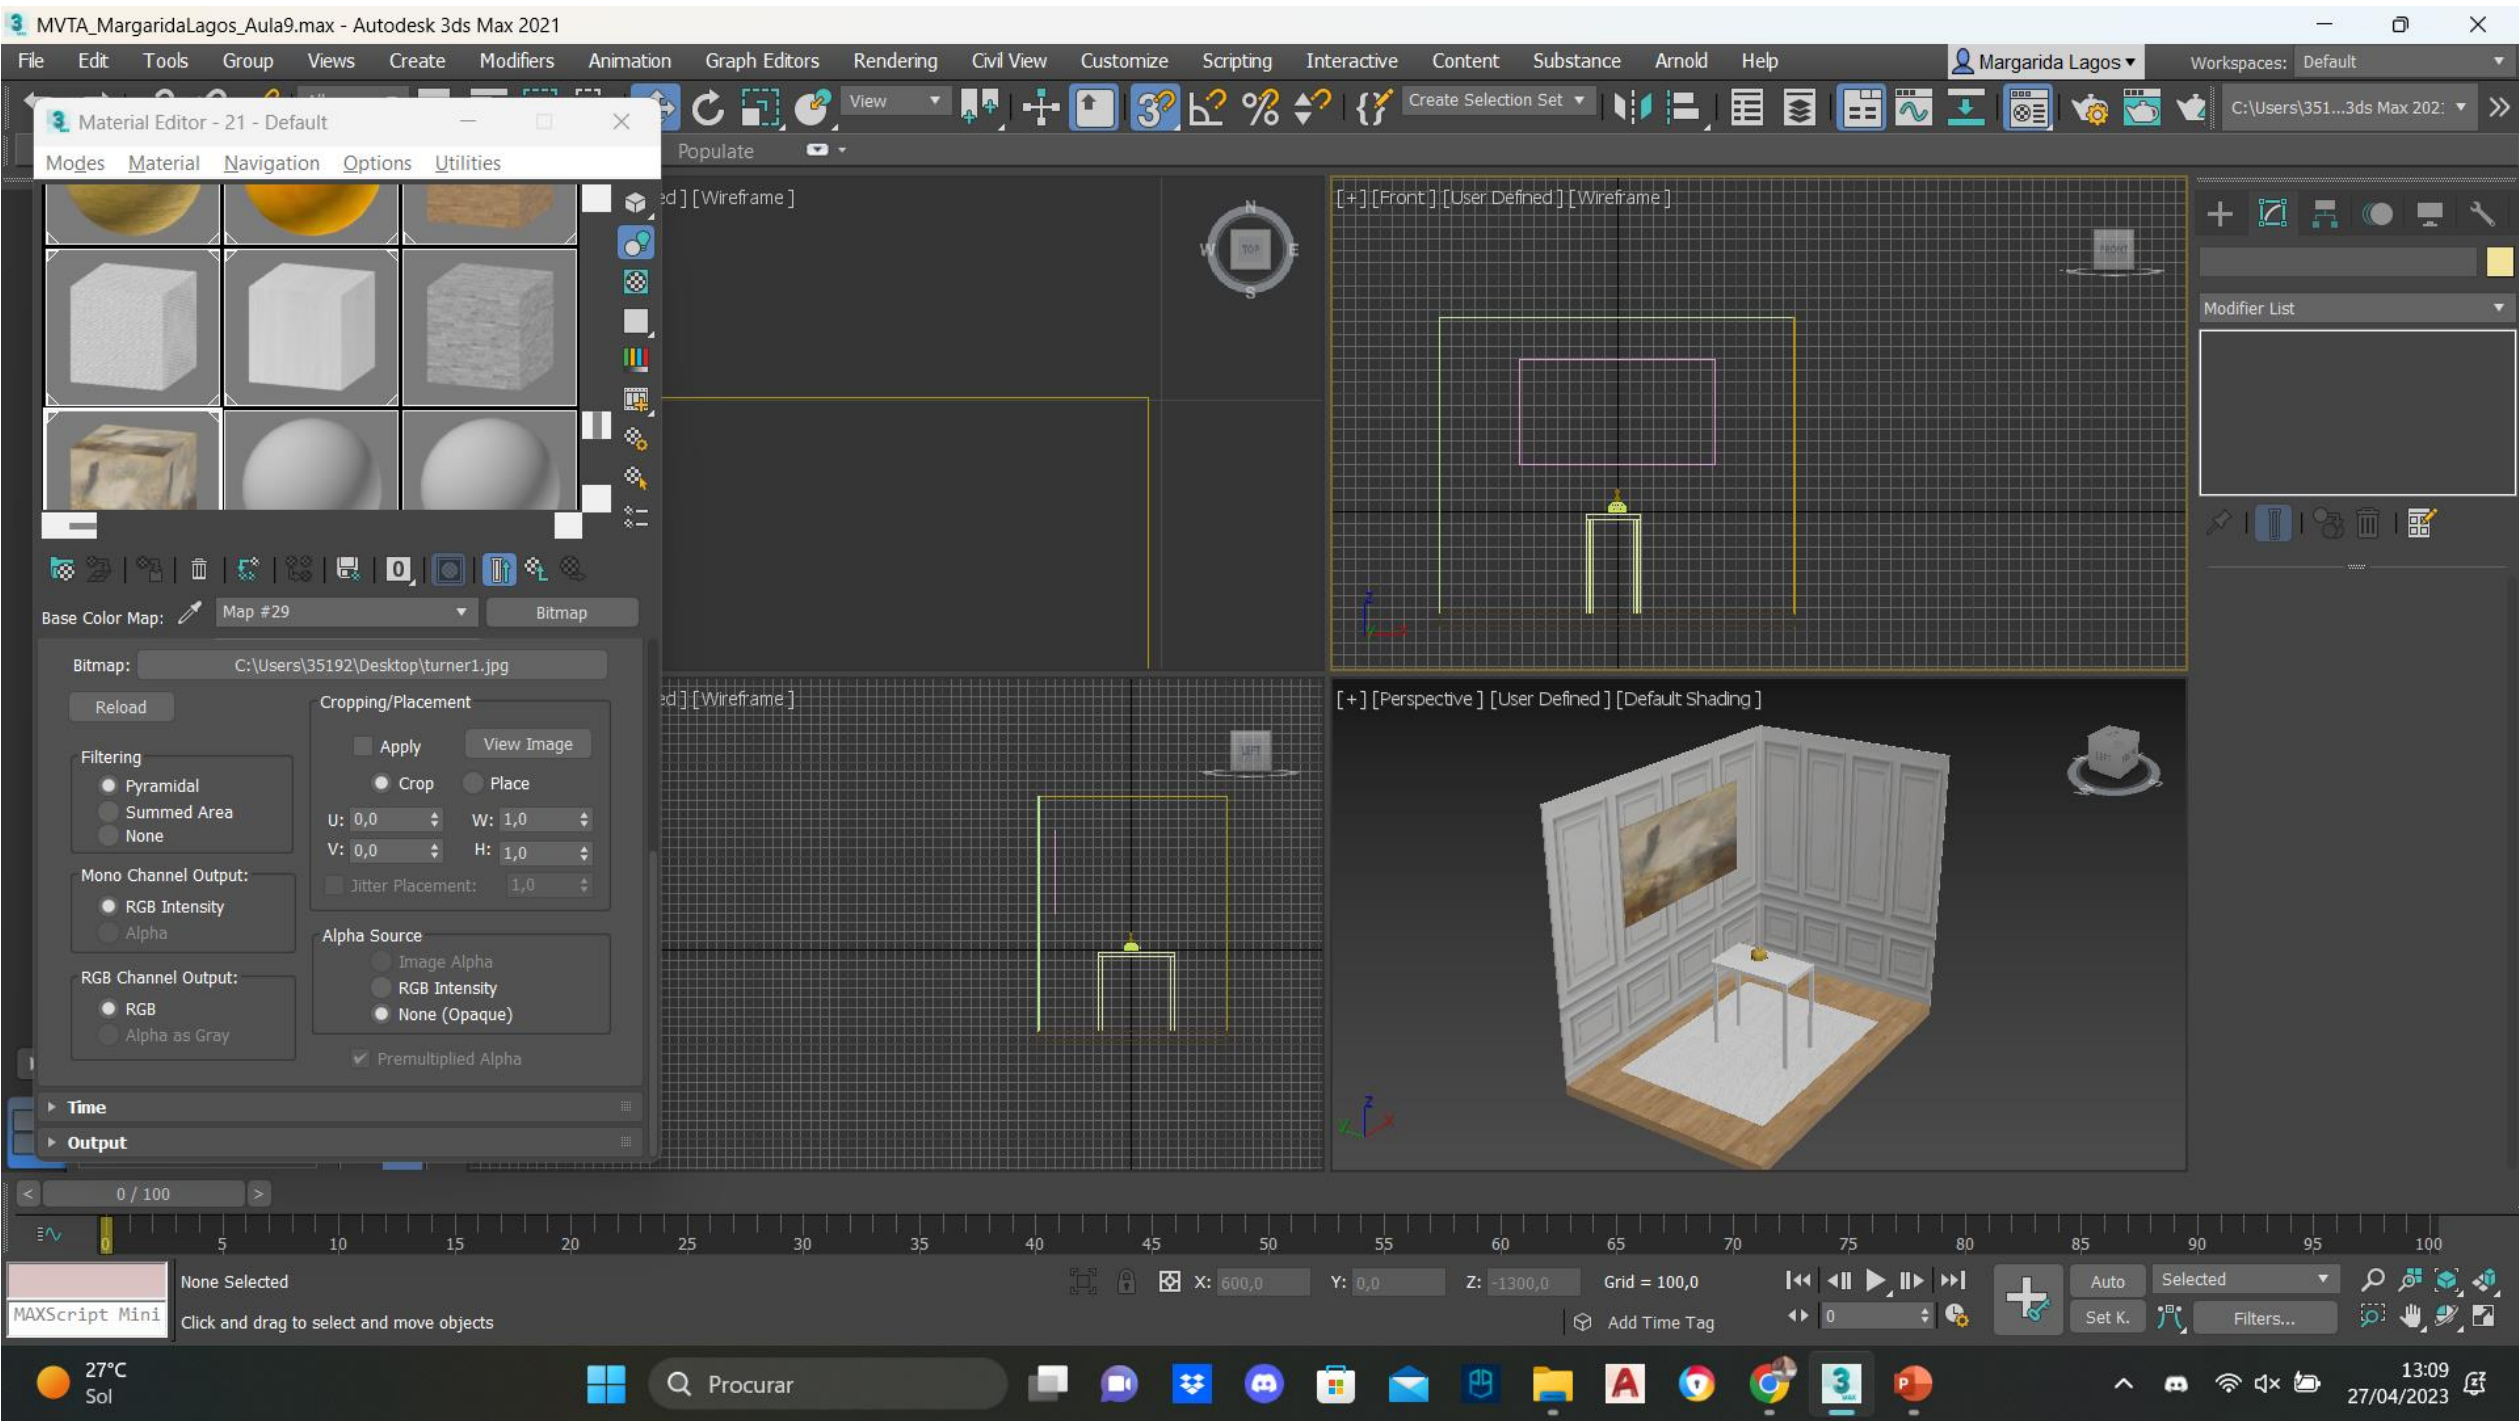 MVTA_MargaridaLagos_Aula9.max - Autodesk 3ds Max 2021
File Edit Tools Group Views Create Modifiers Animation Graph Editors Rendering Civil View Customize Scripting Interactive Content Substance Arnold Help Margarida Lagos Workspaces: Default
View Create Selection Set C:\Users\351...3ds Max 202:
Material Editor - 21 - Default
Populate
Modes Material Navigation Options Utilities
ed ] [Wireframe ]
N
W TOP E
S
[+] [Front ] [User Defined ] [Wireframe ]
FRONT
Modifier List
z
Base Color Map: Map #29 Bitmap
Bitmap: C:\Users\35192\Desktop\turner1.jpg
Reload
Cropping/Placement
Apply View Image
Crop Place
U: 0,0 W: 1,0
V: 0,0 H: 1,0
Jitter Placement: 1,0
Filtering
Pyramidal
Summed Area
None
Mono Channel Output:
RGB Intensity
Alpha
RGB Channel Output:
RGB
Alpha as Gray
Alpha Source
Image Alpha
RGB Intensity
None (Opaque)
Premultiplied Alpha
Time
Output
ed ] [Wireframe ]
LEFT
[+] [Perspective ] [User Defined ] [Default Shading ]
z
0 / 100
0 5 10 15 20 25 30 35 40 45 50 55 60 65 70 75 80 85 90 95 100
None Selected
X: 600,0 Y: 0,0 Z: -1300,0 Grid = 100,0
Auto Selected
MAXScript Mini
Click and drag to select and move objects
Add Time Tag
0
Set K. Filters...
27°C
Sol
Procurar
13:09
27/04/2023